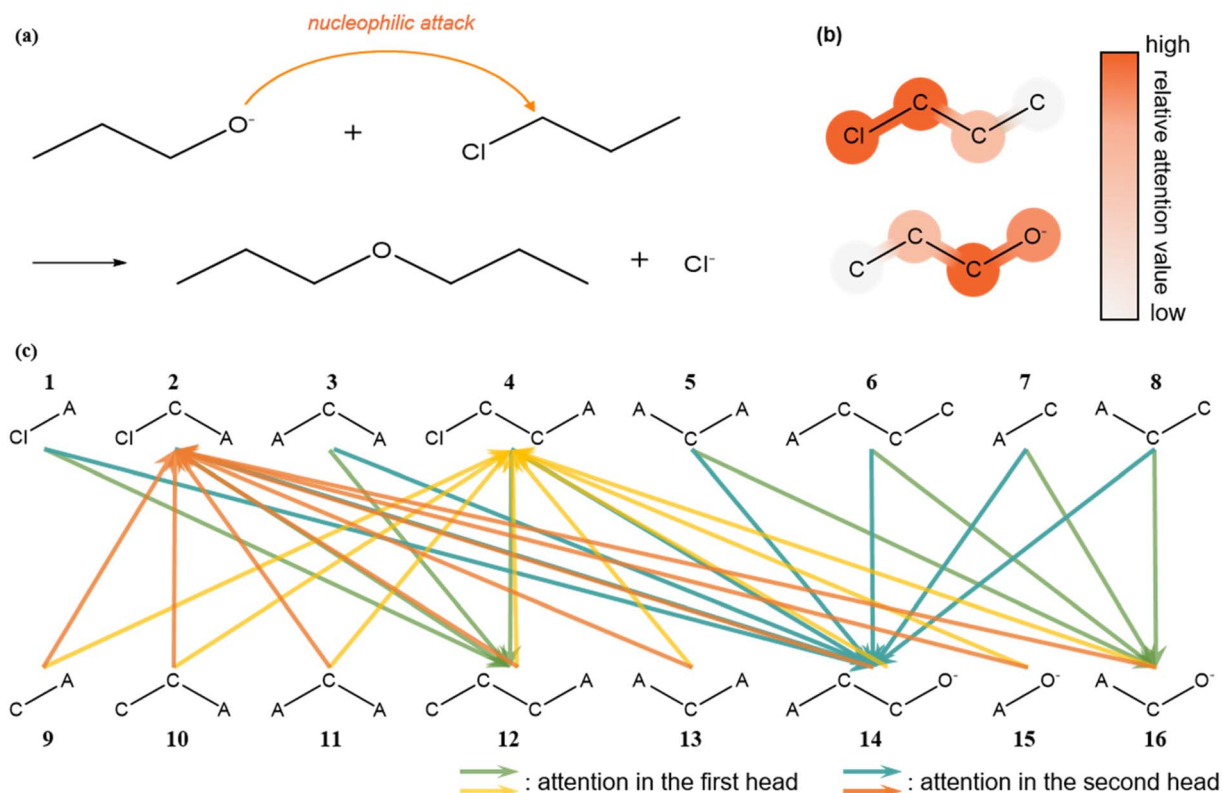 (a)
nucleophilic attack
O⁻
+
Cl
O
+
Cl⁻
(b)
high
relative attention value
low
C
C
Cl
C
C
O⁻
C
C
(c)
1 2 3 4 5 6 7 8
A C C C A A A C C C A C
Cl Cl A A A Cl C C A C A
9 10 11 12 13 14 15 16
A C C C A A A C O⁻ O⁻ A O⁻
C C A A A C C C A C A C
: attention in the first head
: attention in the second head